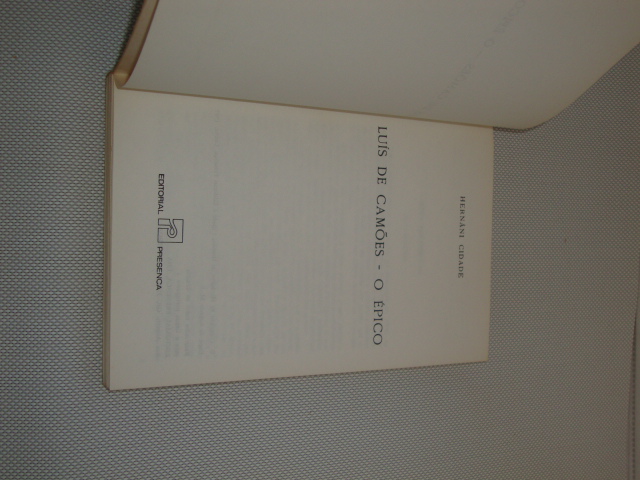 HERNÂNI CIDADE
LUÍS DE CAMÕES - O ÉPICO
EDITORIAL PRESENÇA